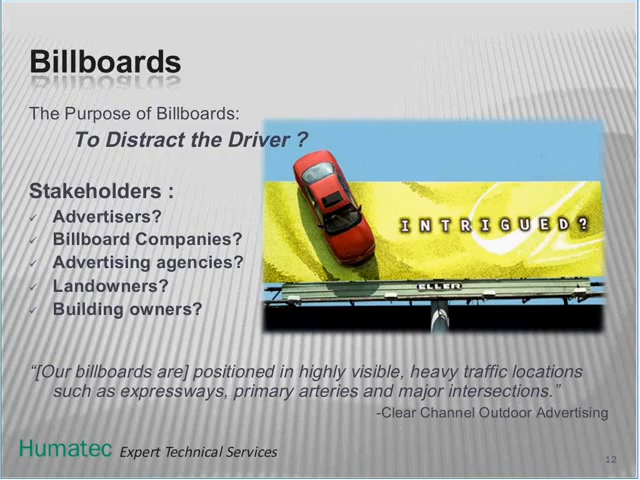 Billboards
The Purpose of Billboards:
To Distract the Driver ?
Stakeholders :
✓ Advertisers?
✓ Billboard Companies?
✓ Advertising agencies?
✓ Landowners?
✓ Building owners?
INTRIGUED?
ELLER
“[Our billboards are] positioned in highly visible, heavy traffic locations
such as expressways, primary arteries and major intersections.”
-Clear Channel Outdoor Advertising
Humatec Expert Technical Services
12